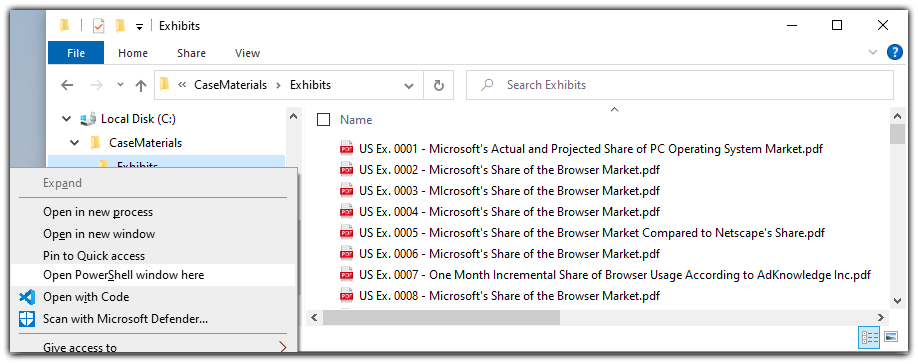 Exhibits
File Home Share View
CaseMaterials Exhibits
Search Exhibits
Local Disk (C:)
CaseMaterials
Exhibits
Expand
Open in new process
Open in new window
Pin to Quick access
Open PowerShell window here
Open with Code
Scan with Microsoft Defender...
Give access to
Name
US Ex. 0001 - Microsoft's Actual and Projected Share of PC Operating System Market.pdf
US Ex. 0002 - Microsoft's Share of the Browser Market.pdf
US Ex. 0003 - Microsoft's Share of the Browser Market.pdf
US Ex. 0004 - Microsoft's Share of the Browser Market.pdf
US Ex. 0005 - Microsoft's Share of the Browser Market Compared to Netscape's Share.pdf
US Ex. 0006 - Microsoft's Share of the Browser Market.pdf
US Ex. 0007 - One Month Incremental Share of Browser Usage According to AdKnowledge Inc.pdf
US Ex. 0008 - Microsoft's Share of the Browser Market.pdf